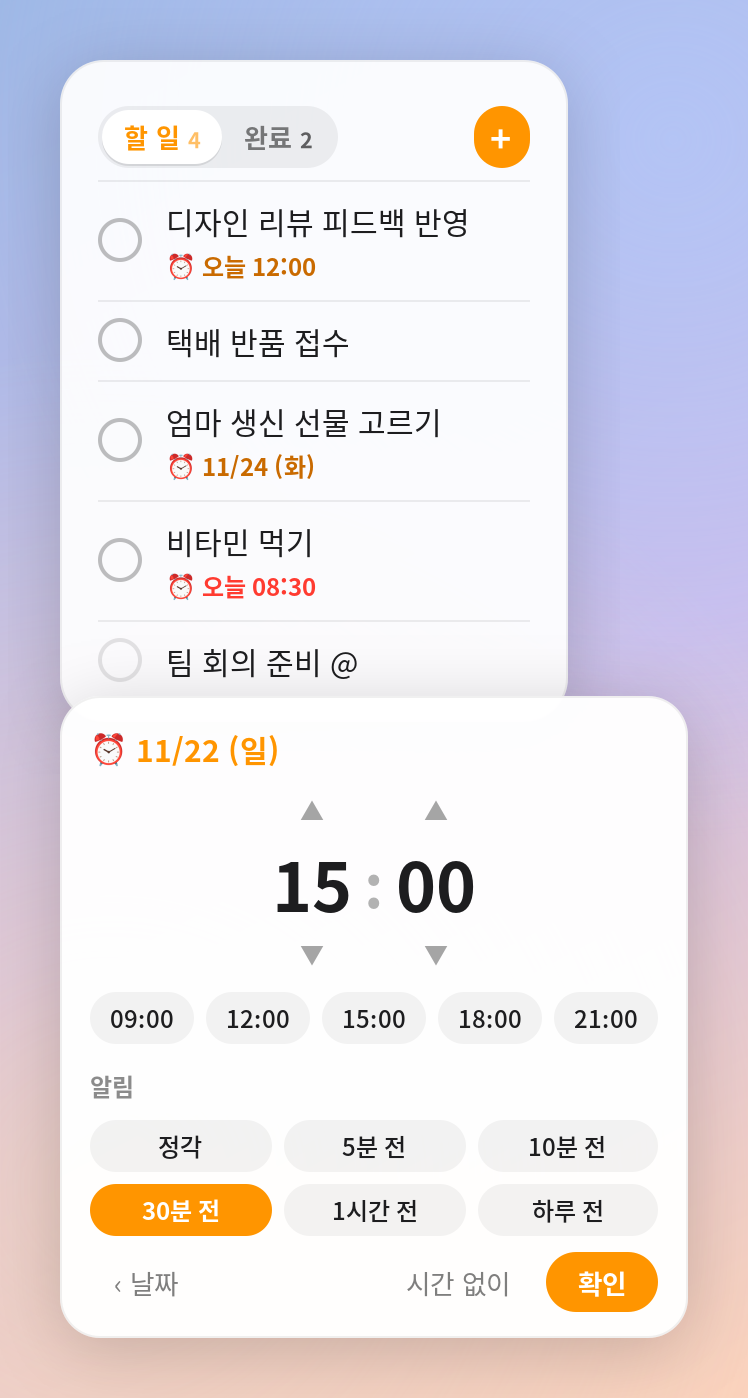 할 일 4 완료 2 +
디자인 리뷰 피드백 반영
⏰ 오늘 12:00
택배 반품 접수
엄마 생신 선물 고르기
⏰ 11/24 (화)
비타민 먹기
⏰ 오늘 08:30
팀 회의 준비 @
⏰ 11/22 (일)
▲ ▲
15 : 00
▼ ▼
09:00 12:00 15:00 18:00 21:00
알림
정각 5분 전 10분 전
30분 전 1시간 전 하루 전
‹ 날짜 시간 없이 확인